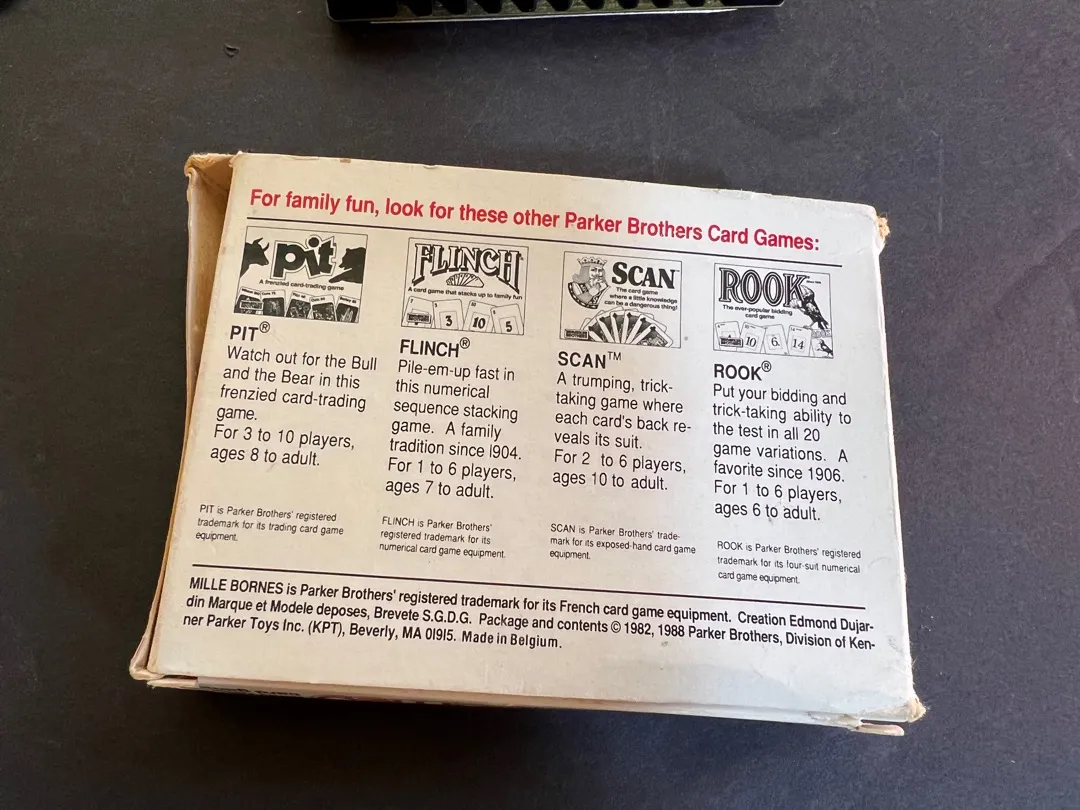 For family fun, look for these other Parker Brothers Card Games:
pit
A frenzied card-trading game
PIT®
Watch out for the Bull
and the Bear in this
frenzied card-trading
game.
For 3 to 10 players,
ages 8 to adult.
PIT is Parker Brothers' registered
trademark for its trading card game
equipment.
FLINCH
A card game that stacks up to family fun
3
10
5
FLINCH®
Pile-em-up fast in
this numerical
sequence stacking
game. A family
tradition since 1904.
For 1 to 6 players,
ages 7 to adult.
FLINCH is Parker Brothers'
registered trademark for its
numerical card game equipment.
SCAN™
The card game
where a little knowledge
can be a dangerous thing!
SCAN™
A trumping, trick-
taking game where
each card's back re-
veals its suit.
For 2 to 6 players,
ages 10 to adult.
SCAN is Parker Brothers' trade-
mark for its exposed-hand card game
equipment.
ROOK
The ever-popular bidding
card game
10
6
14
ROOK®
Put your bidding and
trick-taking ability to
the test in all 20
game variations. A
favorite since 1906.
For 1 to 6 players,
ages 6 to adult.
ROOK is Parker Brothers' registered
trademark for its four-suit numerical
card game equipment.
MILLE BORNES is Parker Brothers' registered trademark for its French card game equipment. Creation Edmond Dujar-
din Marque et Modele deposes, Brevete S.G.D.G. Package and contents © 1982, 1988 Parker Brothers, Division of Ken-
ner Parker Toys Inc. (KPT), Beverly, MA 01915. Made in Belgium.